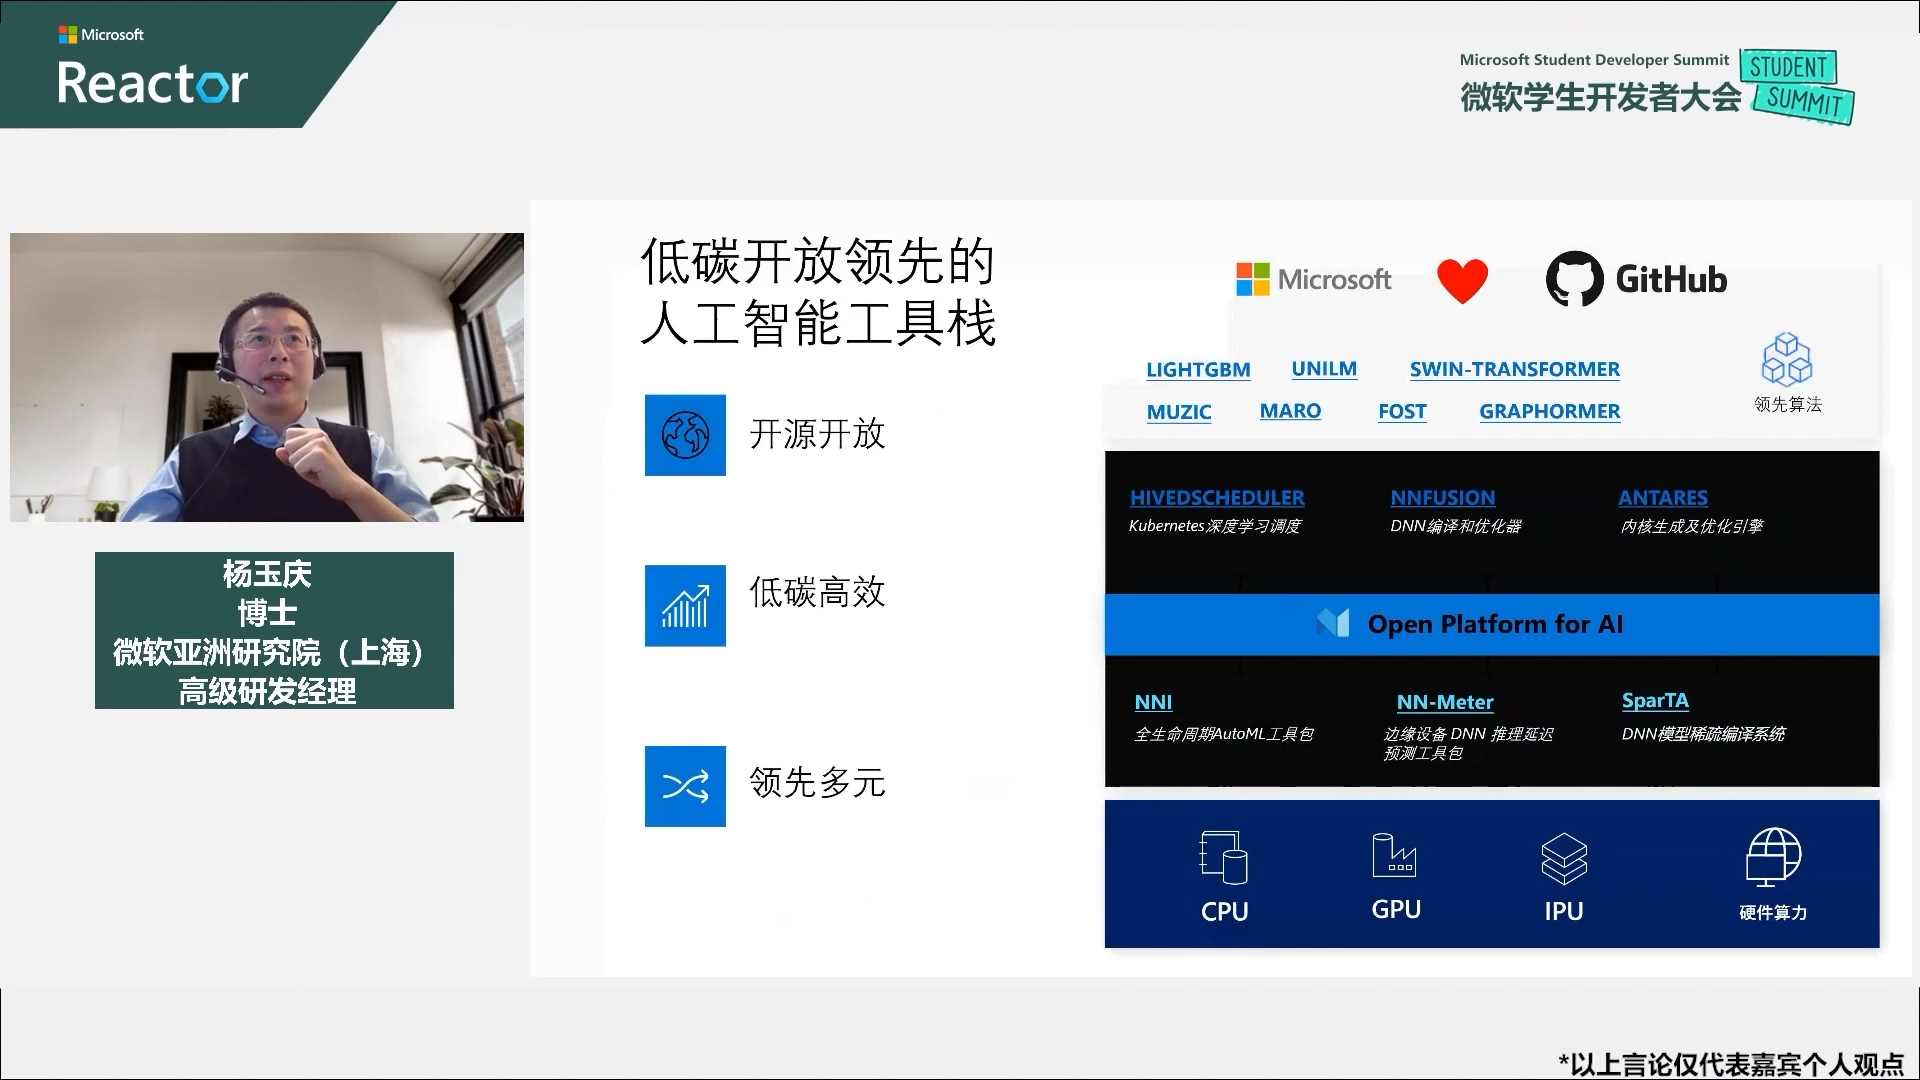 Microsoft
Reactor
Microsoft Student Developer Summit
微软学生开发者大会
STUDENT
SUMMIT
杨玉庆
博士
微软亚洲研究院（上海）
高级研发经理
低碳开放领先的
人工智能工具栈
开源开放
低碳高效
领先多元
Microsoft
GitHub
LIGHTGBM UNILM SWIN-TRANSFORMER
MUZIC MARO FOST GRAPHORMER
领先算法
HIVEDSCHEDULER NNFUSION ANTARES
Kubernetes深度学习调度 DNN编译和优化器 内核生成及优化引擎
Open Platform for AI
NNI NN-Meter SparTA
全生命周期AutoML工具包 边缘设备 DNN 推理延迟 DNN模型稀疏编译系统
预测工具包
CPU GPU IPU 硬件算力
*以上言论仅代表嘉宾个人观点